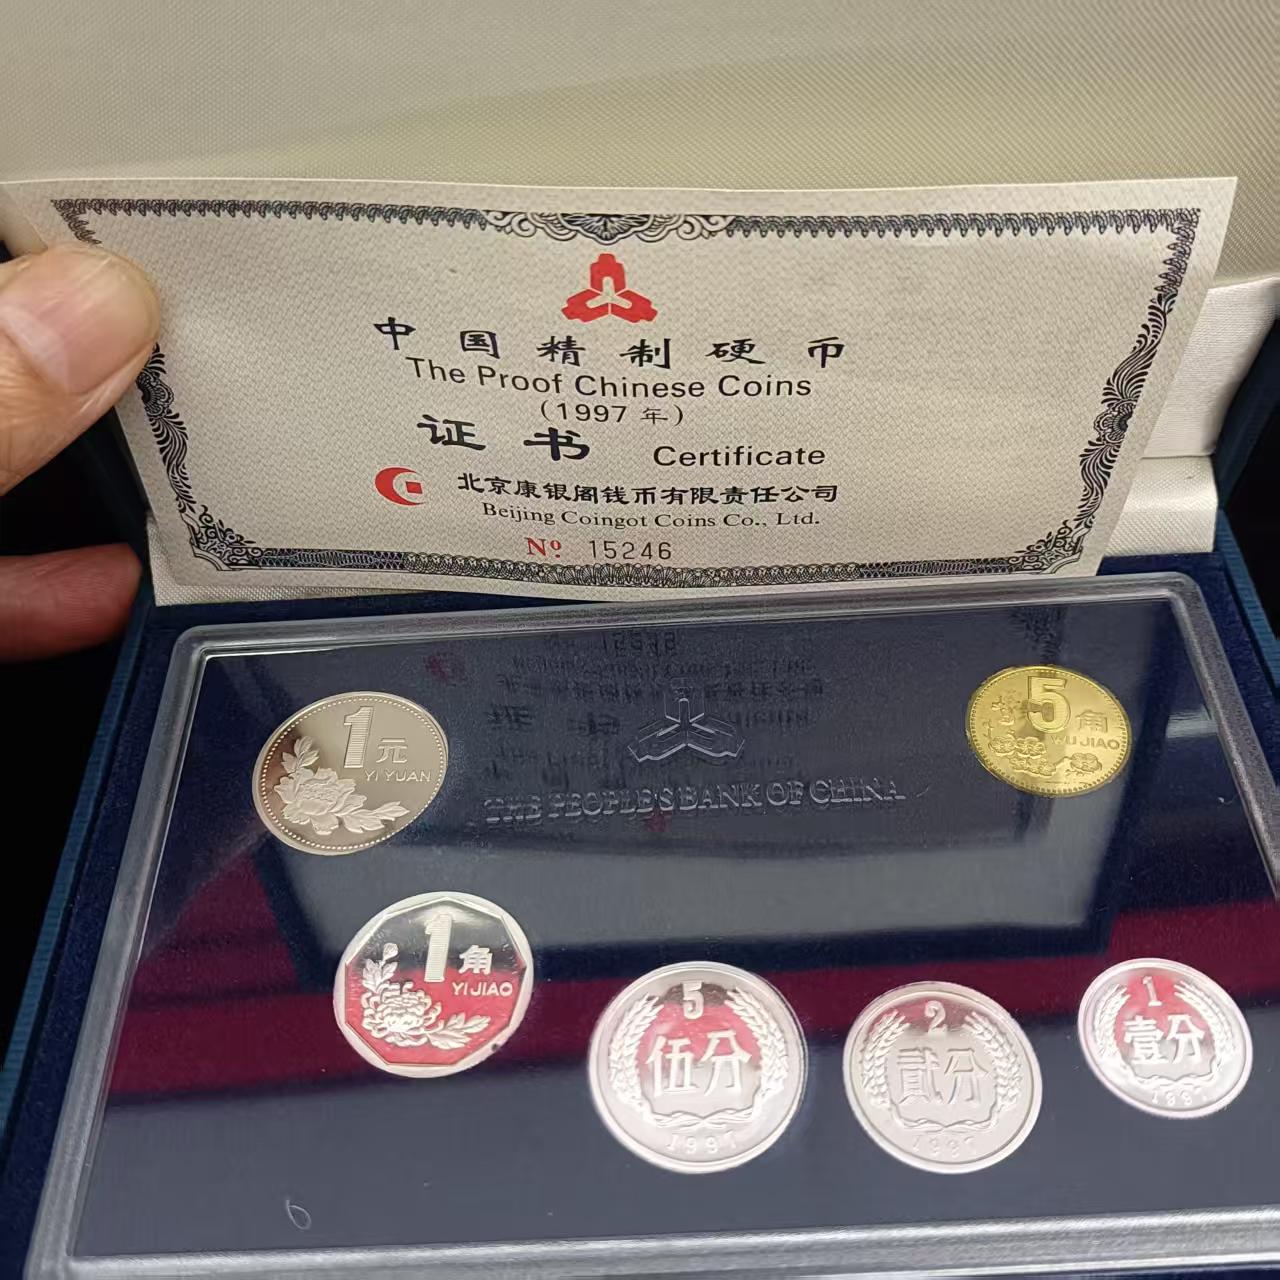 中国精制硬币
The Proof Chinese Coins
(1997年)
证书 Certificate
北京康银阁钱币有限责任公司
Beijing Coingot Coins Co., Ltd.
Nº 15246
THE PEOPLE'S BANK OF CHINA
1元
YI YUAN
5角
WU JIAO
1角
YI JIAO
5
伍分
1997
2
贰分
1997
1
壹分
1997